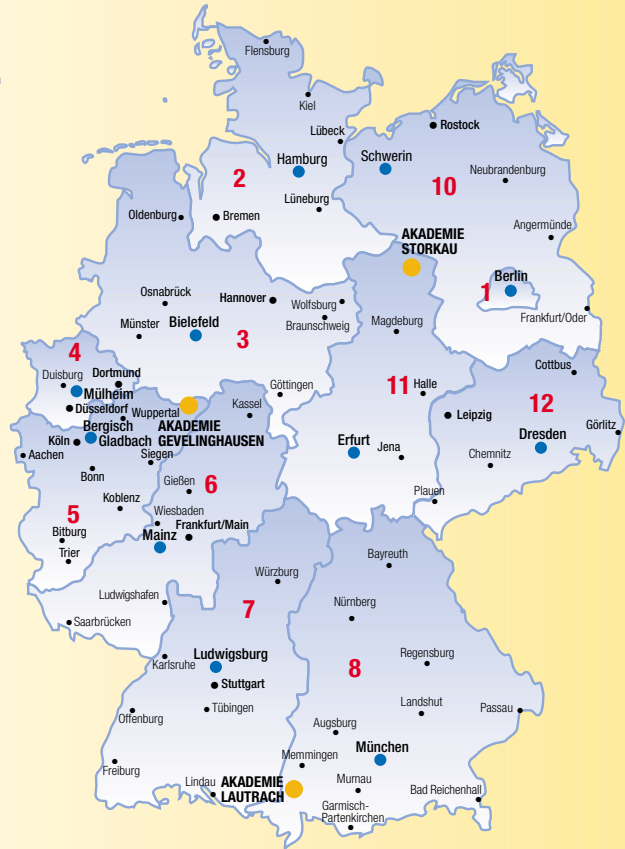 Flensburg
Kiel
Lübeck
Rostock
Hamburg
Schwerin
2
10
Neubrandenburg
Lüneburg
Oldenburg
Bremen
Angermünde
AKADEMIE
STORKAU
Berlin
1
Osnabrück
Hannover
Wolfsburg
Frankfurt/Oder
Münster
Bielefeld
Braunschweig
Magdeburg
3
4
Dortmund
Cottbus
Duisburg
Mülheim
Göttingen
11
Halle
12
Düsseldorf
Wuppertal
AKADEMIE
GEVELINGHAUSEN
Kassel
Leipzig
Görlitz
Bergisch
Gladbach
Köln
Erfurt
Jena
Dresden
Aachen
Siegen
Chemnitz
Bonn
Gießen
6
Plauen
Koblenz
5
Wiesbaden
Bitburg
Frankfurt/Main
Trier
Mainz
Bayreuth
Würzburg
Ludwigshafen
7
Nürnberg
Saarbrücken
Ludwigsburg
Karlsruhe
Regensburg
8
Stuttgart
Tübingen
Landshut
Passau
Offenburg
Augsburg
München
Memmingen
Freiburg
Lindau
AKADEMIE
LAUTRACH
Murnau
Bad Reichenhall
Garmisch-
Partenkirchen